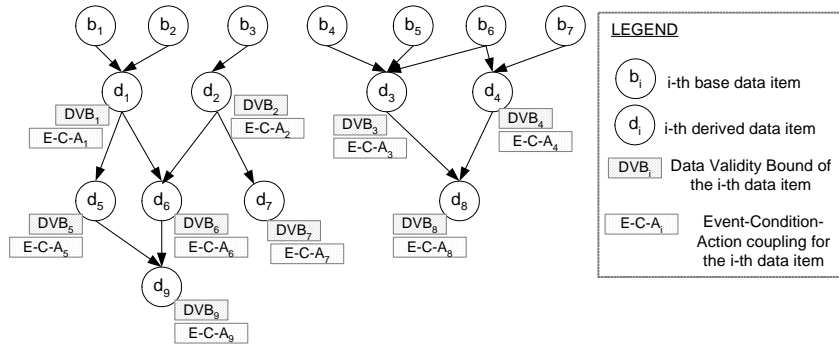 b1 b2 b3 b4 b5 b6 b7
d1 d2 d3 d4
DVB1
E-C-A1
DVB2
E-C-A2
DVB3
E-C-A3
DVB4
E-C-A4
d5 d6 d7 d8
DVB5
E-C-A5
DVB6
E-C-A6
DVB7
E-C-A7
DVB8
E-C-A8
d9
DVB9
E-C-A9
LEGEND
bi i-th base data item
di i-th derived data item
DVBi Data Validity Bound of
the i-th data item
E-C-Ai Event-Condition-
Action coupling for
the i-th data item